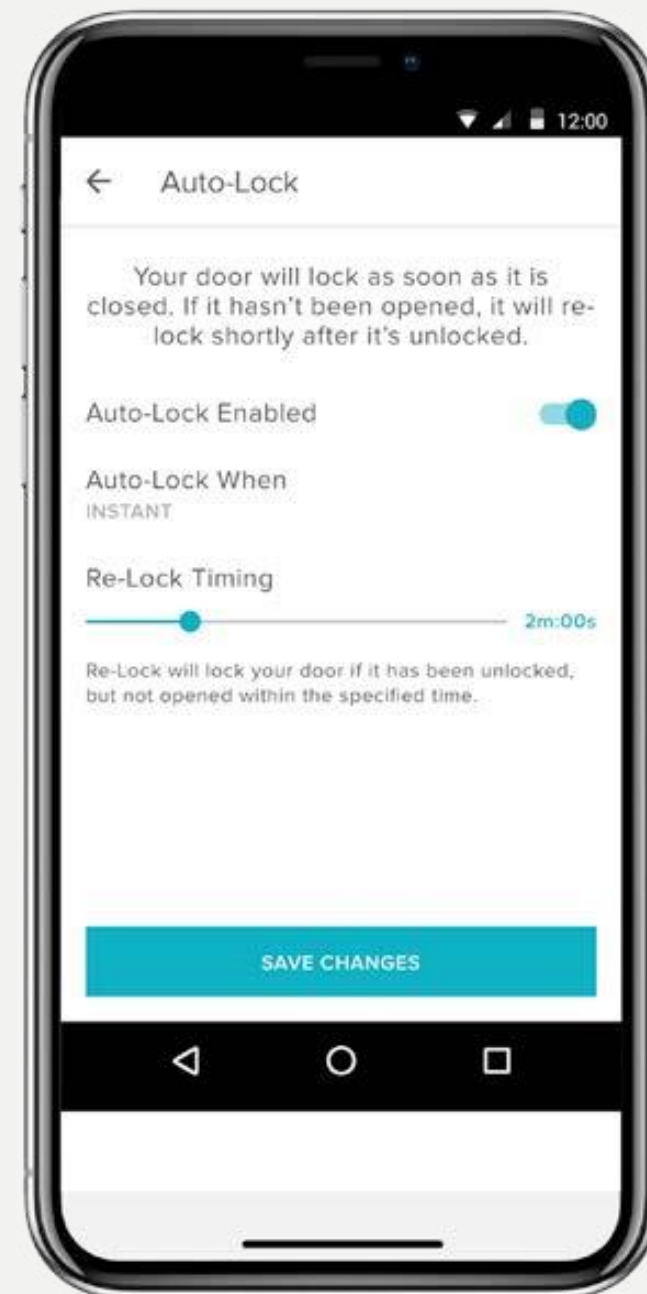 12:00
Auto-Lock
Your door will lock as soon as it is
closed. If it hasn't been opened, it will re-
lock shortly after it's unlocked.
Auto-Lock Enabled
Auto-Lock When
INSTANT
Re-Lock Timing
2m:00s
Re-Lock will lock your door if it has been unlocked,
but not opened within the specified time.
SAVE CHANGES